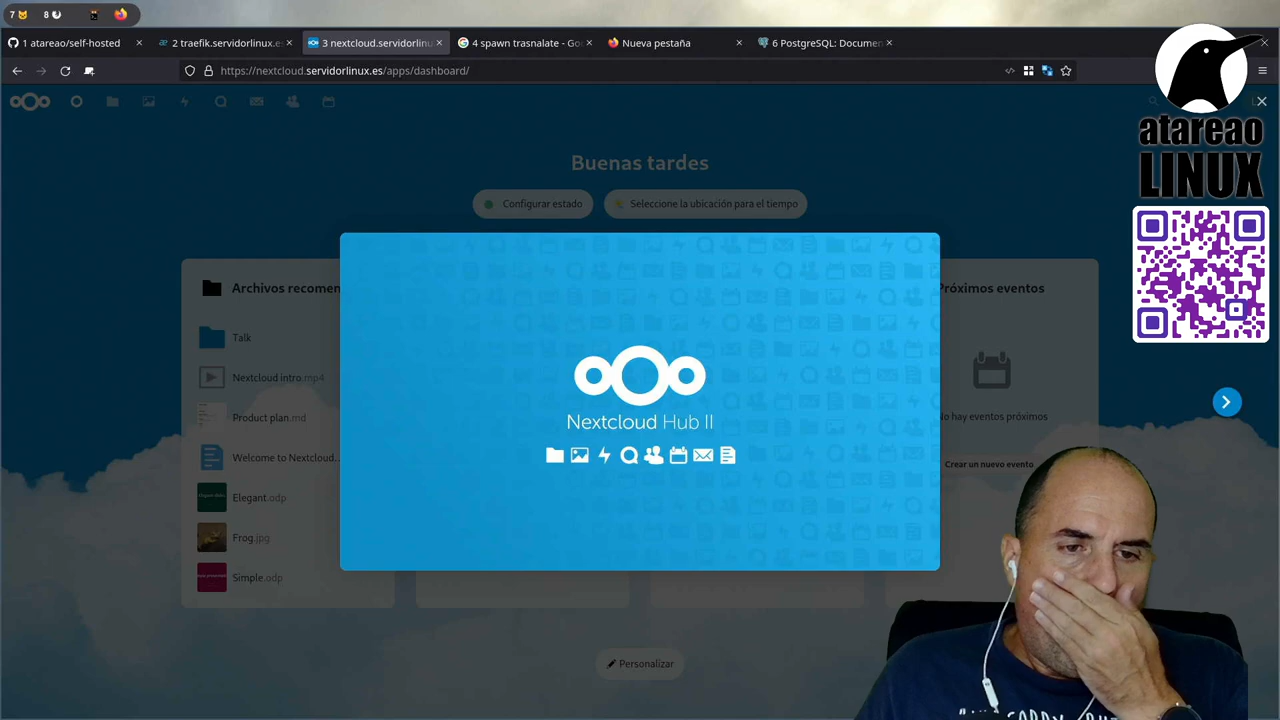 7 8
1 atareao/self-hosted
2 traefik.servidorlinux.es
3 nextcloud.servidorlinu
4 spawn trasnalate - Go
Nueva pestaña
6 PostgreSQL: Documen
https://nextcloud.servidorlinux.es/apps/dashboard/
atareao
LINUX
Buenas tardes
Configurar estado
Seleccione la ubicación para el tiempo
Archivos recomen
Próximos eventos
Talk
Nextcloud intro.mp4
Product plan.md
Welcome to Nextcloud...
Elegant.odp
Frog.jpg
Simple.odp
Nextcloud Hub II
No hay eventos próximos
Crear un nuevo evento
Personalizar